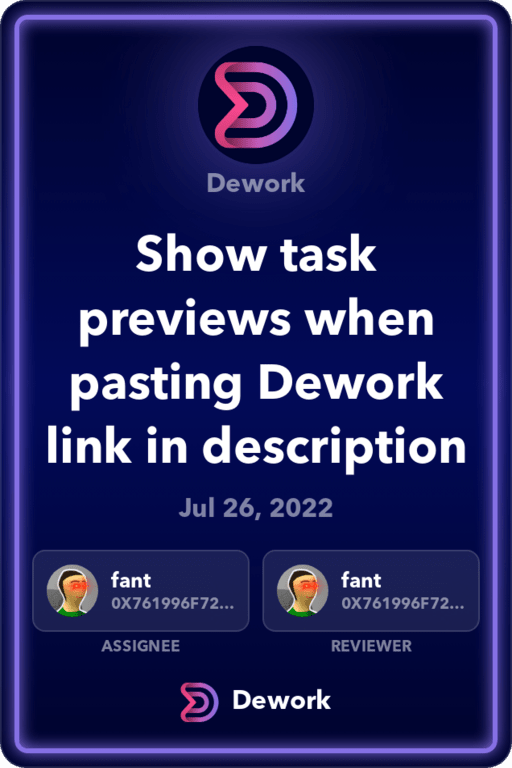 Dework
Show task
previews when
pasting Dework
link in description
Jul 26, 2022
fant
0X761996F72...
fant
0X761996F72...
ASSIGNEE
REVIEWER
Dework